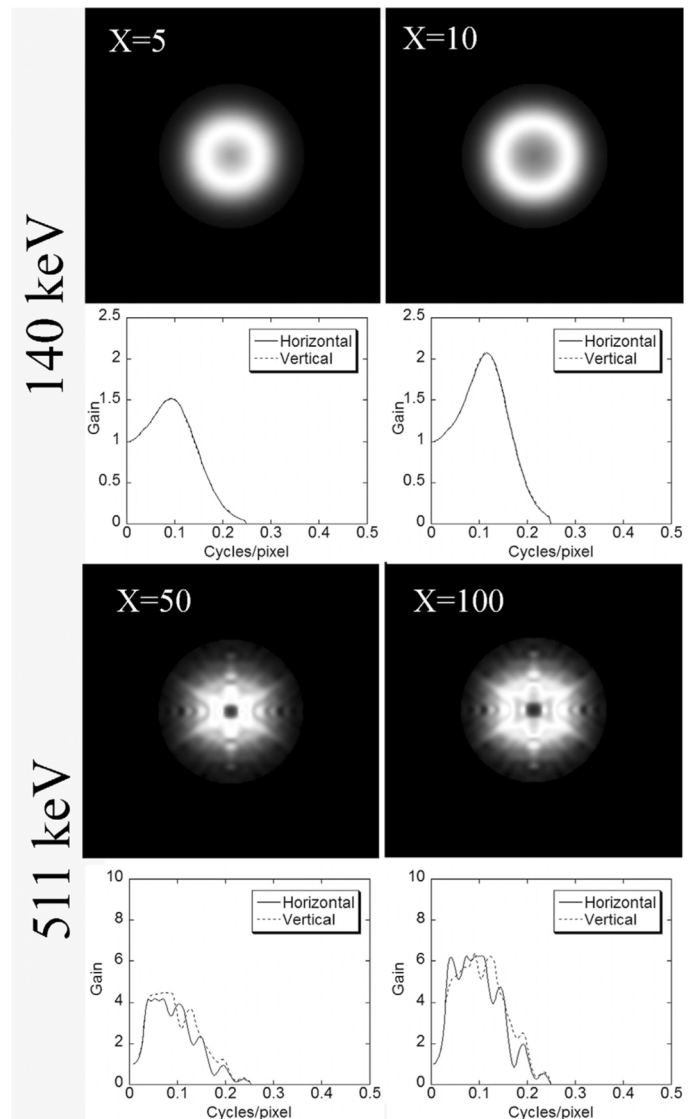 140 keV
X=5
X=10
2.5
2
1.5
1
0.5
0
Gain
Horizontal
Vertical
0 0.1 0.2 0.3 0.4 0.5
Cycles/pixel
2.5
2
1.5
1
0.5
0
Gain
Horizontal
Vertical
0 0.1 0.2 0.3 0.4 0.5
Cycles/pixel
511 keV
X=50
X=100
10
8
6
4
2
0
Gain
Horizontal
Vertical
0 0.1 0.2 0.3 0.4 0.5
Cycles/pixel
10
8
6
4
2
0
Gain
Horizontal
Vertical
0 0.1 0.2 0.3 0.4 0.5
Cycles/pixel